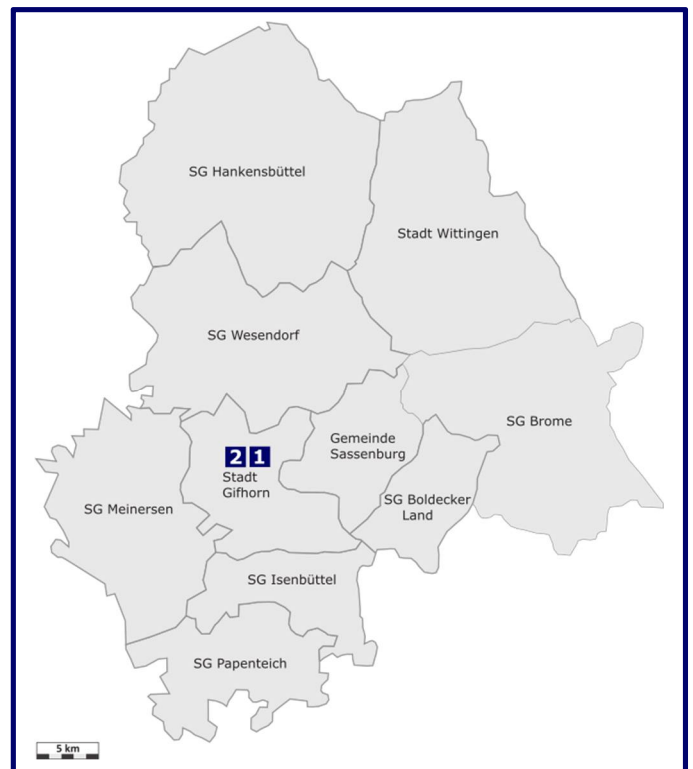 SG Hankensbüttel
Stadt Wittingen
SG Wesendorf
SG Brome
Gemeinde
Sassenburg
2 1
Stadt
Gifhorn
SG Boldecker
Land
SG Meinersen
SG Isenbüttel
SG Papenteich
5 km